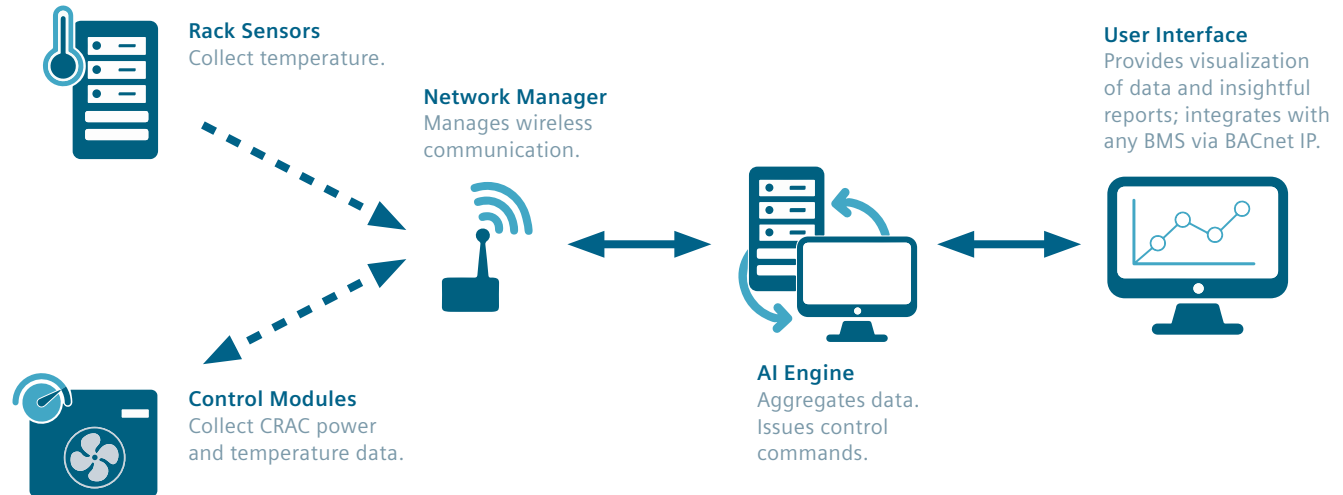 Rack Sensors
Collect temperature.
Network Manager
Manages wireless
communication.
User Interface
Provides visualization
of data and insightful
reports; integrates with
any BMS via BACnet IP.
Control Modules
Collect CRAC power
and temperature data.
AI Engine
Aggregates data.
Issues control
commands.